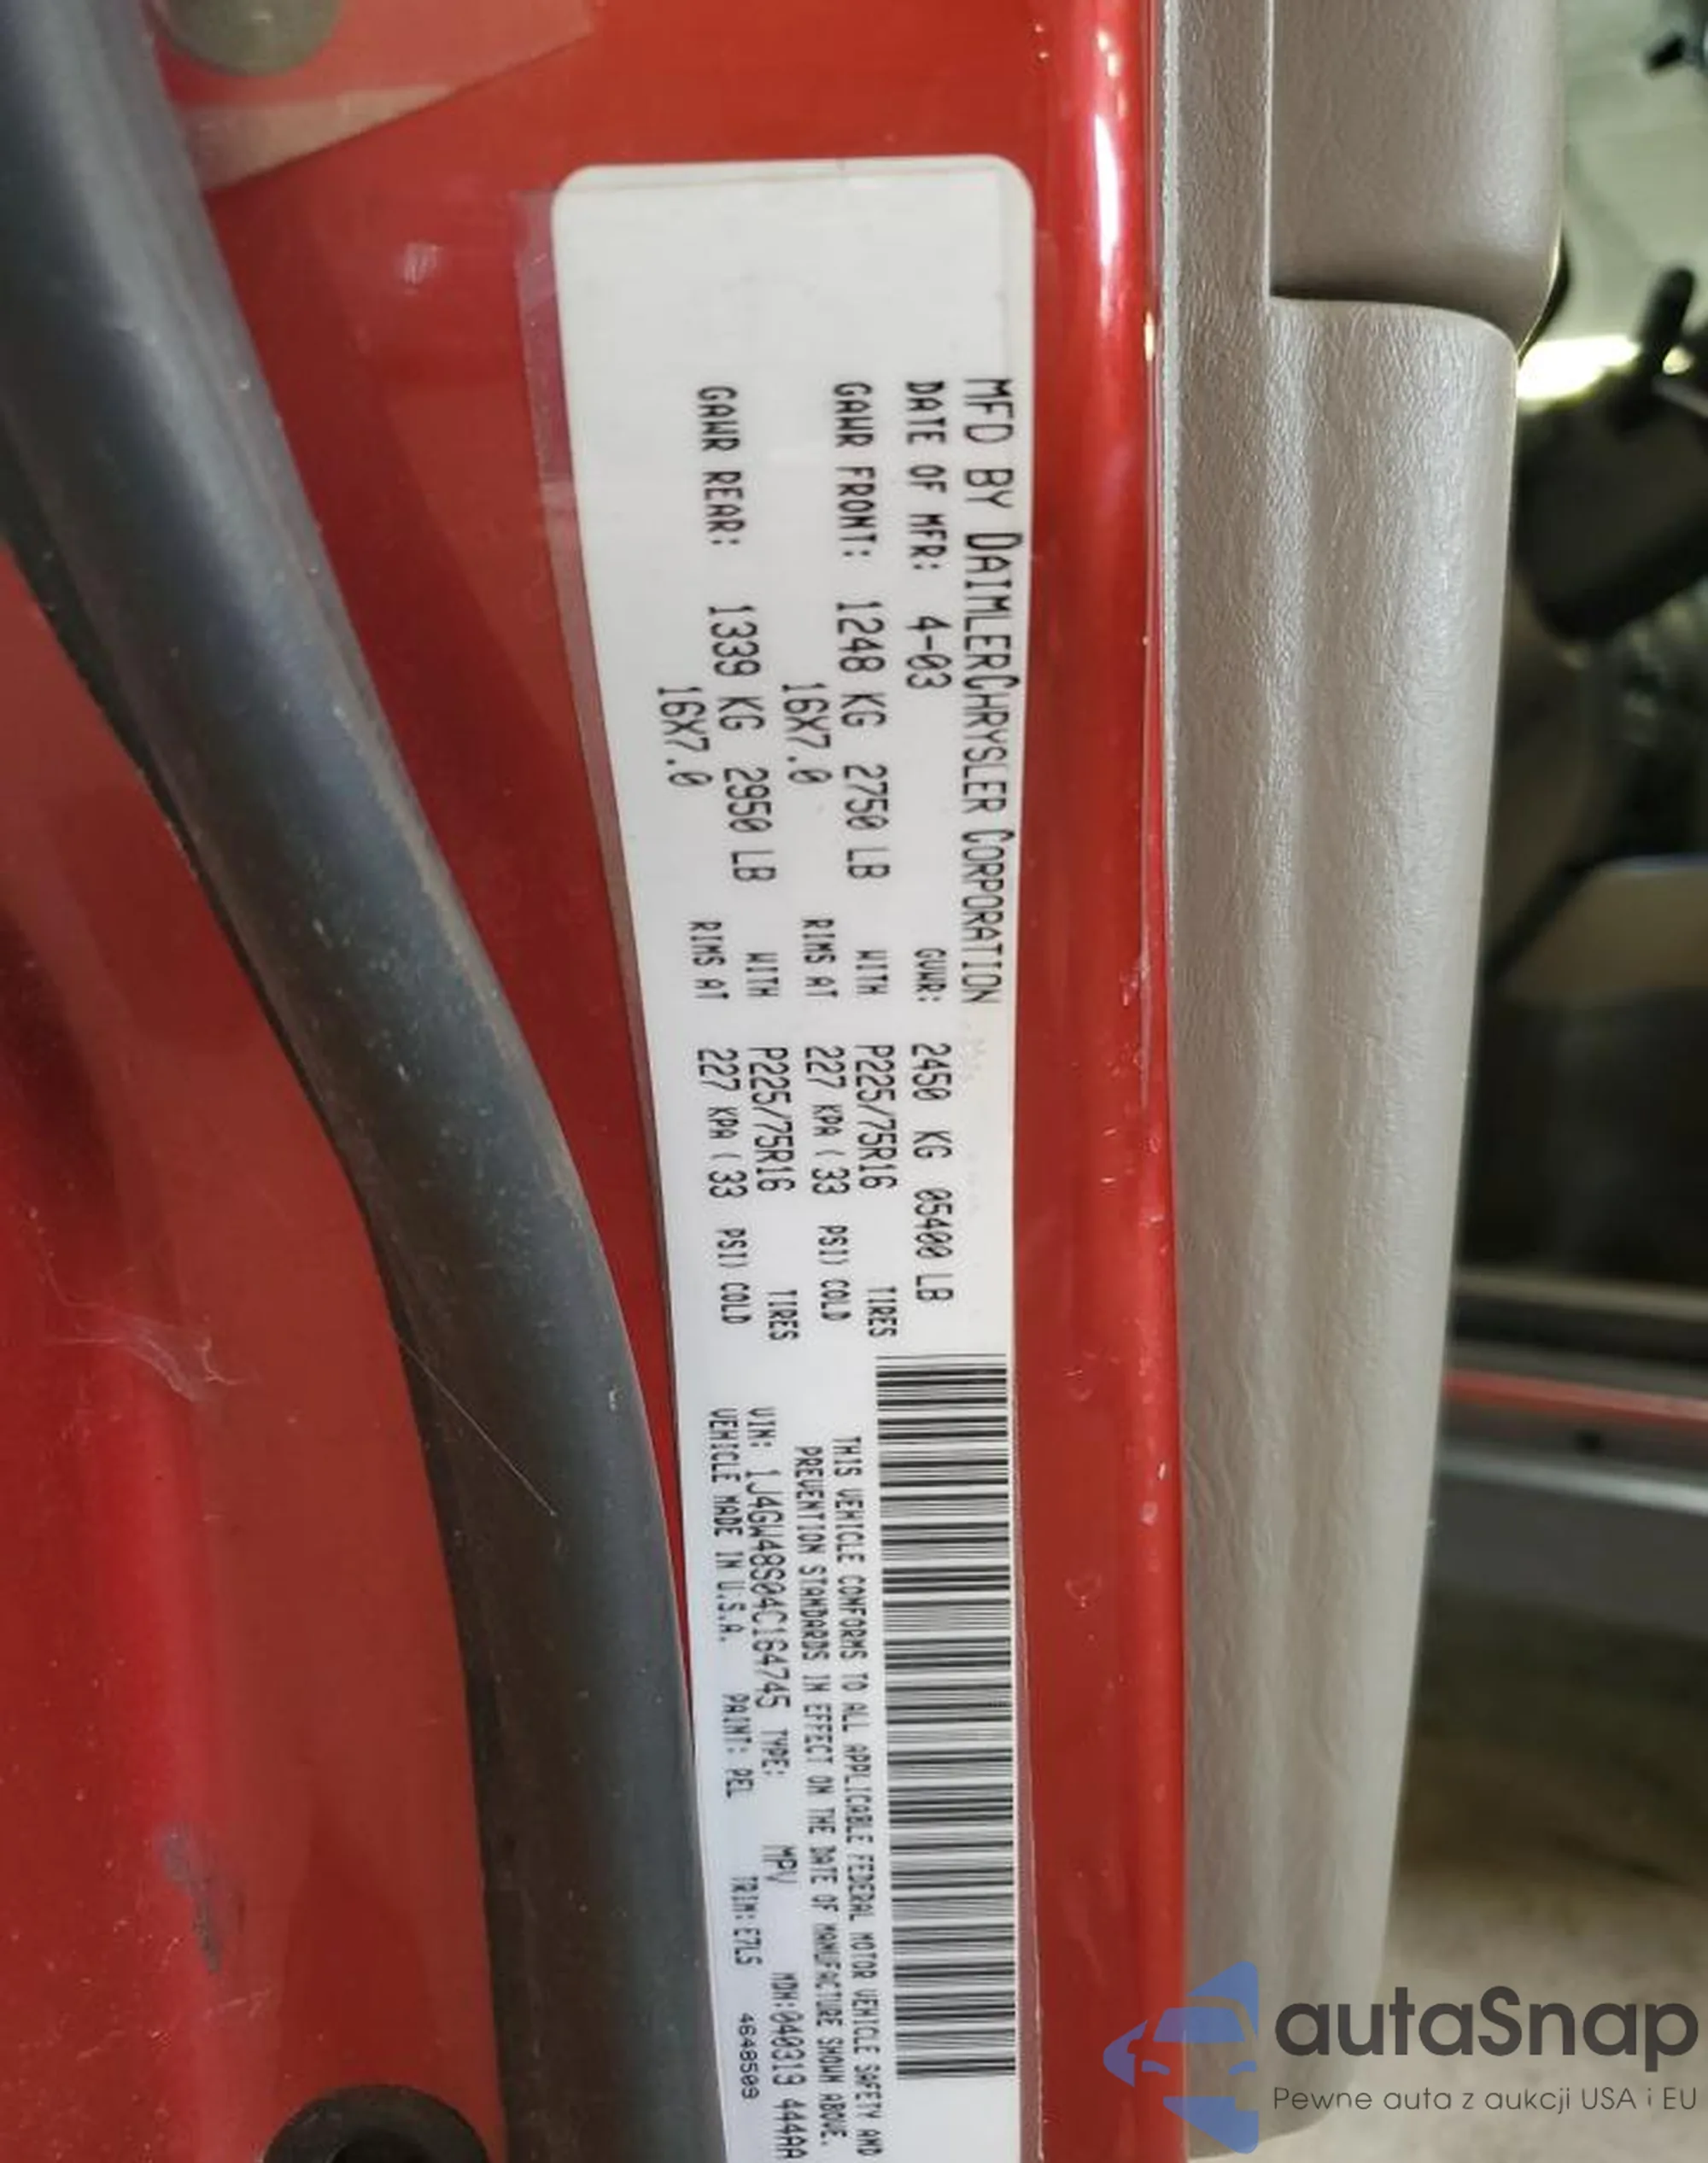 MFD BY DAIMLERCHRYSLER CORPORATION
DATE OF MFR: 4-03 GVWR: 2450 KG 05400 LB
GAWR FRONT: 1248 KG 2750 LB WITH P225/75R16 TIRES
16X7.0 RIMS AT 227 KPA ( 33 PSI) COLD
GAWR REAR: 1339 KG 2950 LB WITH P225/75R16 TIRES
16X7.0 RIMS AT 227 KPA ( 33 PSI) COLD
THIS VEHICLE CONFORMS TO ALL APPLICABLE FEDERAL MOTOR VEHICLE SAFETY AND
PREVENTION STANDARDS IN EFFECT ON THE DATE OF MANUFACTURE SHOWN ABOVE.
VIN: 1J4GW48S04C164745 TYPE: MPV MDH:040319 444AA
VEHICLE MADE IN U.S.A. PAINT: PEL TRIM: E7L5 4648509
autaSnap
Pewne auta z aukcji USA i EU